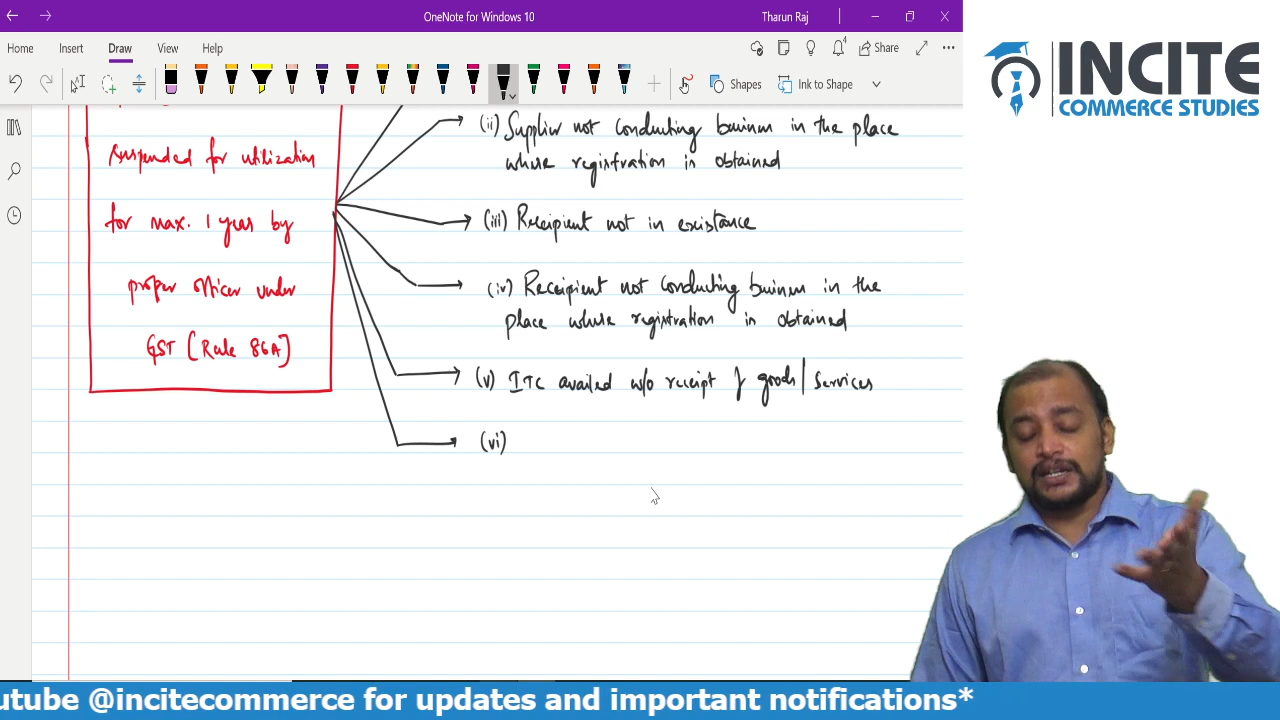 OneNote for Windows 10
Tharun Raj
Home Insert Draw View Help
4
Share
Shapes
Ink to Shape
INCITE
COMMERCE STUDIES
(ii) Supplier not conducting business in the place
where registration is obtained
suspended for utilization
for max. 1 year by
proper officer under
GST [Rule 86A]
(iii) Recipient not in existance
(iv) Receipient not conducting business in the
place where registration is obtained
(v) ITC availed w/o receipt of goods/services
(vi)
utube @incitecommerce for updates and important notifications*